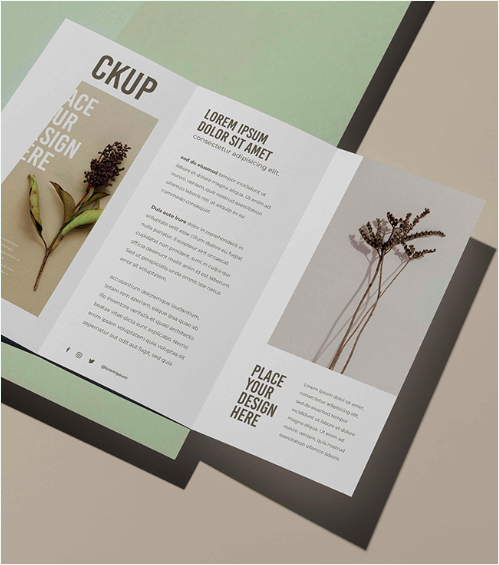 CKUP
ACE
UR
SIGN
ERE
LOREM IPSUM
DOLOR SIT AMET
consectetur adipisicing elit,
sed do eiusmod tempor incididunt ut
labore et dolore magna aliqua. Ut enim ad
minim veniam, quis nostrud exercitation
ullamco laboris nisi ut aliquip ex ea
commodo consequat.
Duis aute irure dolor in reprehenderit in
voluptate velit esse cillum dolore eu fugiat
nulla pariatur. Excepteur sint occaecat
cupidatat non proident, sunt in culpa qui
officia deserunt mollit anim id est laborum.
Sed ut perspiciatis unde omnis iste natus
error sit voluptatem.
accusantium doloremque laudantium,
totam rem aperiam, eaque ipsa quae ab
illo inventore veritatis et quasi architecto
beatae vitae dicta sunt explicabo. Nemo
enim ipsam voluptatem quia voluptas sit
aspernatur aut odit aut fugit, sed quia
@loremipsum
PLACE
YOUR
DESIGN
HERE
Lorem ipsum dolor sit amet,
consectetur adipisicing elit,
sed do eiusmod tempor
incididunt ut labore et dolore
magna aliqua. Ut enim ad
minim veniam, quis nostrud
exercitation ullamco laboris